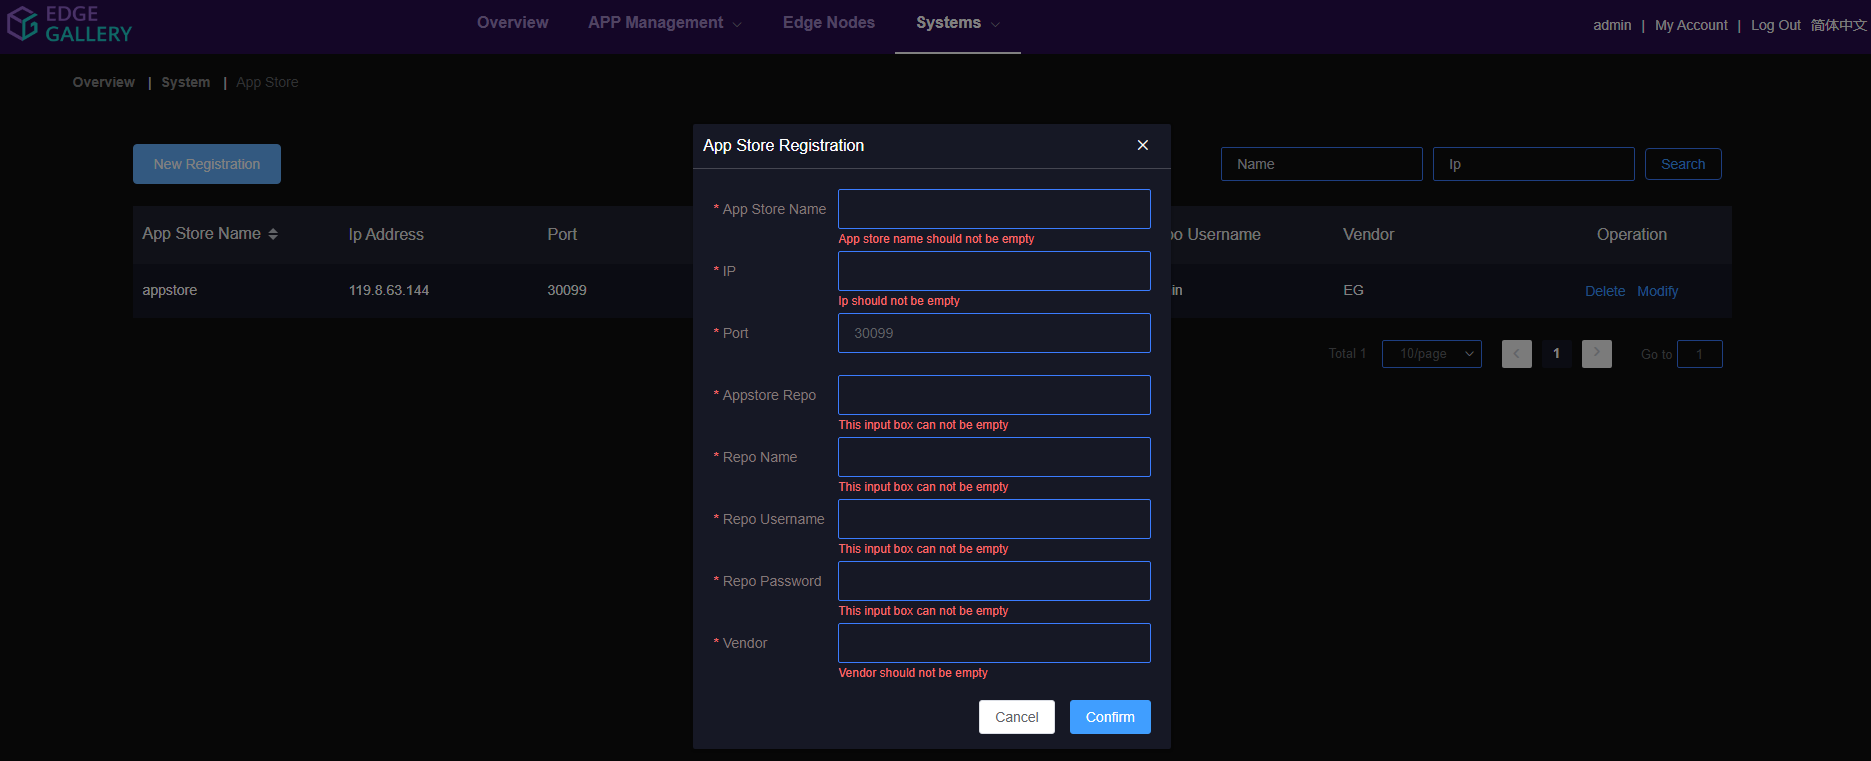 EDGE
GALLERY
Overview APP Management Edge Nodes Systems
admin | My Account | Log Out 简体中文
Overview | System | App Store
New Registration
Name Ip Search
App Store Name Ip Address Port po Username Vendor Operation
appstore 119.8.63.144 30099 in EG Delete Modify
Total 1 10/page < 1 > Go to 1
App Store Registration ×
* App Store Name
App store name should not be empty
* IP
Ip should not be empty
* Port 30099
* Appstore Repo
This input box can not be empty
* Repo Name
This input box can not be empty
* Repo Username
This input box can not be empty
* Repo Password
This input box can not be empty
* Vendor
Vendor should not be empty
Cancel Confirm